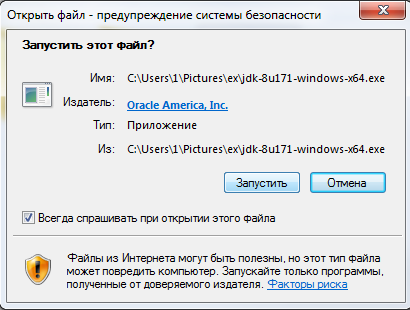 Открыть файл - предупреждение системы безопасности
Запустить этот файл?
Имя: C:\Users\1\Pictures\ex\jdk-8u171-windows-x64.exe
Издатель: Oracle America, Inc.
Тип: Приложение
Из: C:\Users\1\Pictures\ex\jdk-8u171-windows-x64.exe
Запустить Отмена
Всегда спрашивать при открытии этого файла
Файлы из Интернета могут быть полезны, но этот тип файла
может повредить компьютер. Запускайте только программы,
полученные от доверяемого издателя. Факторы риска